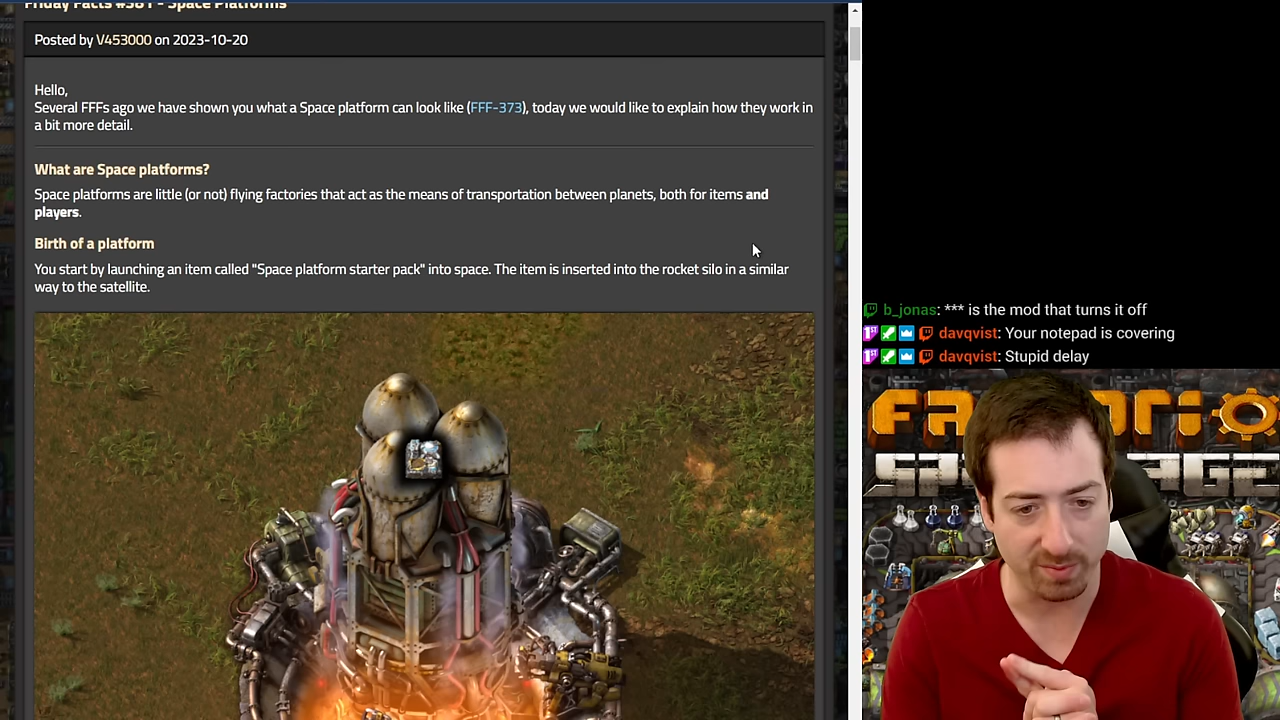 Friday Facts #381 - Space Platforms
Posted by V453000 on 2023-10-20
Hello,
Several FFFs ago we have shown you what a Space platform can look like (FFF-373), today we would like to explain how they work in
a bit more detail.
What are Space platforms?
Space platforms are little (or not) flying factories that act as the means of transportation between planets, both for items and
players.
Birth of a platform
You start by launching an item called "Space platform starter pack" into space. The item is inserted into the rocket silo in a similar
way to the satellite.
b_jonas: *** is the mod that turns it off
davqvist: Your notepad is covering
davqvist: Stupid delay